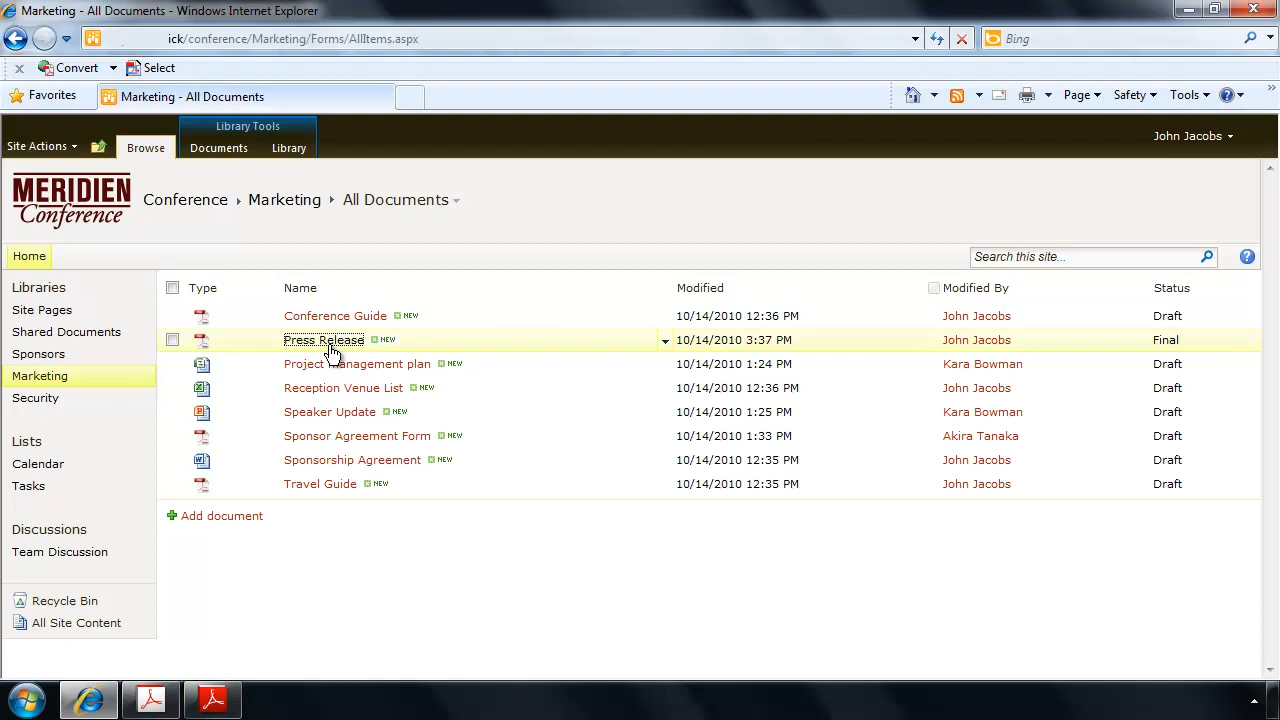 Marketing - All Documents - Windows Internet Explorer
ick/conference/Marketing/Forms/AllItems.aspx
Bing
Convert
Select
Favorites
Marketing - All Documents
Page
Safety
Tools
Library Tools
John Jacobs
Site Actions
Browse
Documents
Library
MERIDIEN
Conference
Conference
Marketing
All Documents
Home
Search this site...
Libraries
Site Pages
Shared Documents
Sponsors
Marketing
Security
Lists
Calendar
Tasks
Discussions
Team Discussion
Recycle Bin
All Site Content
Type Name Modified Modified By Status
Conference Guide NEW 10/14/2010 12:36 PM John Jacobs Draft
Press Release NEW 10/14/2010 3:37 PM John Jacobs Final
Project Management plan NEW 10/14/2010 1:24 PM Kara Bowman Draft
Reception Venue List NEW 10/14/2010 12:36 PM John Jacobs Draft
Speaker Update NEW 10/14/2010 1:25 PM Kara Bowman Draft
Sponsor Agreement Form NEW 10/14/2010 1:33 PM Akira Tanaka Draft
Sponsorship Agreement NEW 10/14/2010 12:35 PM John Jacobs Draft
Travel Guide NEW 10/14/2010 12:35 PM John Jacobs Draft
Add document